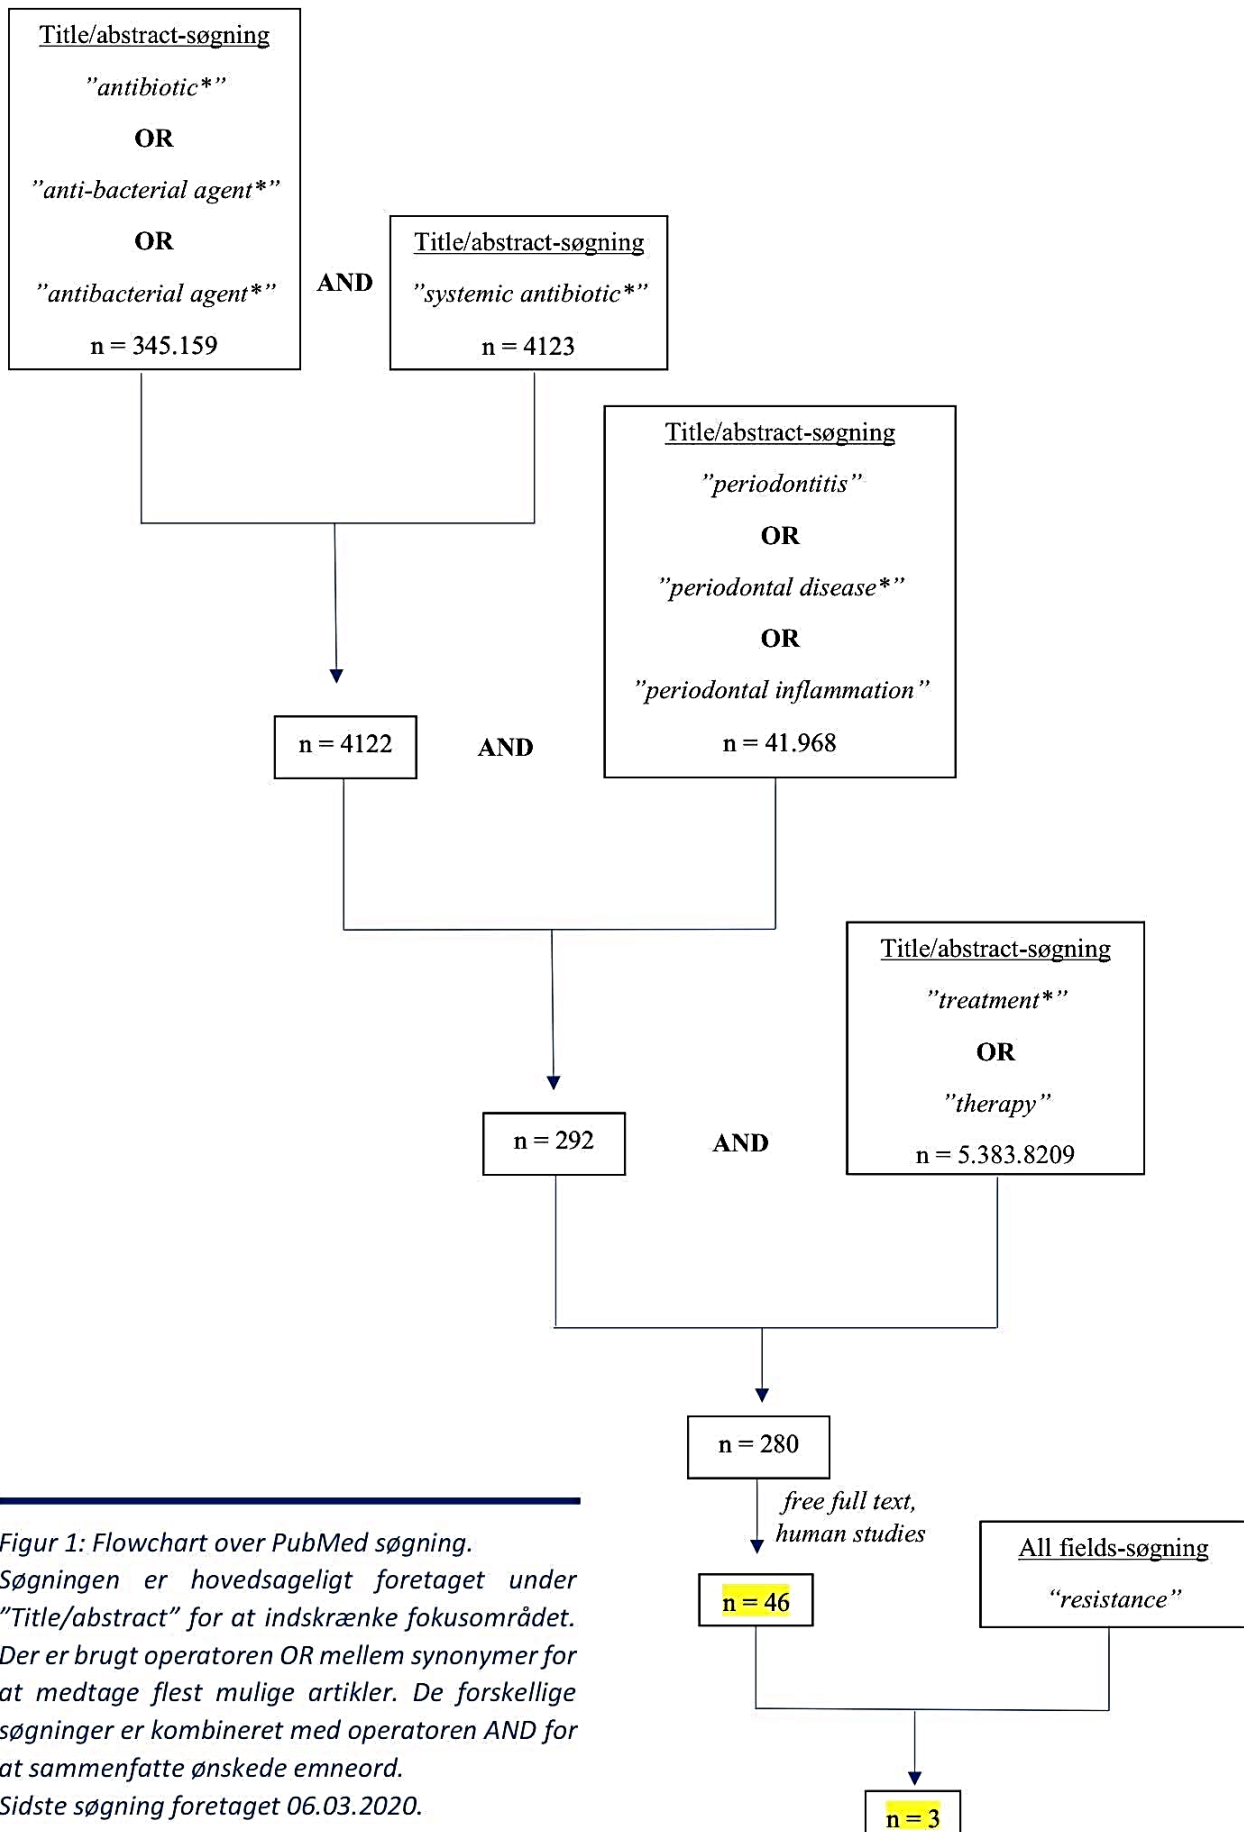 Title/abstract-søgning
”antibiotic*”
OR
”anti-bacterial agent*”
OR
”antibacterial agent*”
n = 345.159
AND
Title/abstract-søgning
”systemic antibiotic*”
n = 4123
Title/abstract-søgning
”periodontitis”
OR
”periodontal disease*”
OR
”periodontal inflammation”
n = 41.968
n = 4122
AND
Title/abstract-søgning
”treatment*”
OR
”therapy”
n = 5.383.8209
n = 292
AND
n = 280
free full text,
human studies
All fields-søgning
“resistance”
n = 46
n = 3
Figur 1: Flowchart over PubMed søgning.
Søgningen er hovedsageligt foretaget under
”Title/abstract” for at indskrænke fokusområdet.
Der er brugt operatoren OR mellem synonymer for
at medtage flest mulige artikler. De forskellige
søgninger er kombineret med operatoren AND for
at sammenfatte ønskede emneord.
Sidste søgning foretaget 06.03.2020.